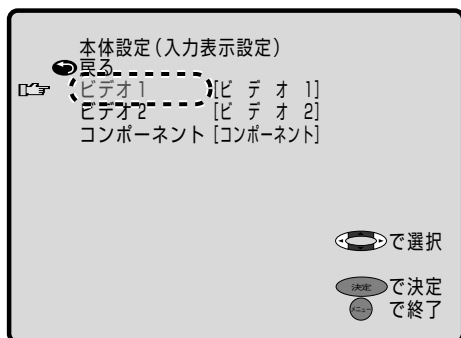 本体設定(入力表示設定)
戻る
ビデオ1 [ビデオ1]
ビデオ2 [ビデオ2]
コンポーネント [コンポーネント]
で選択
決定 で決定
メニュー で終了